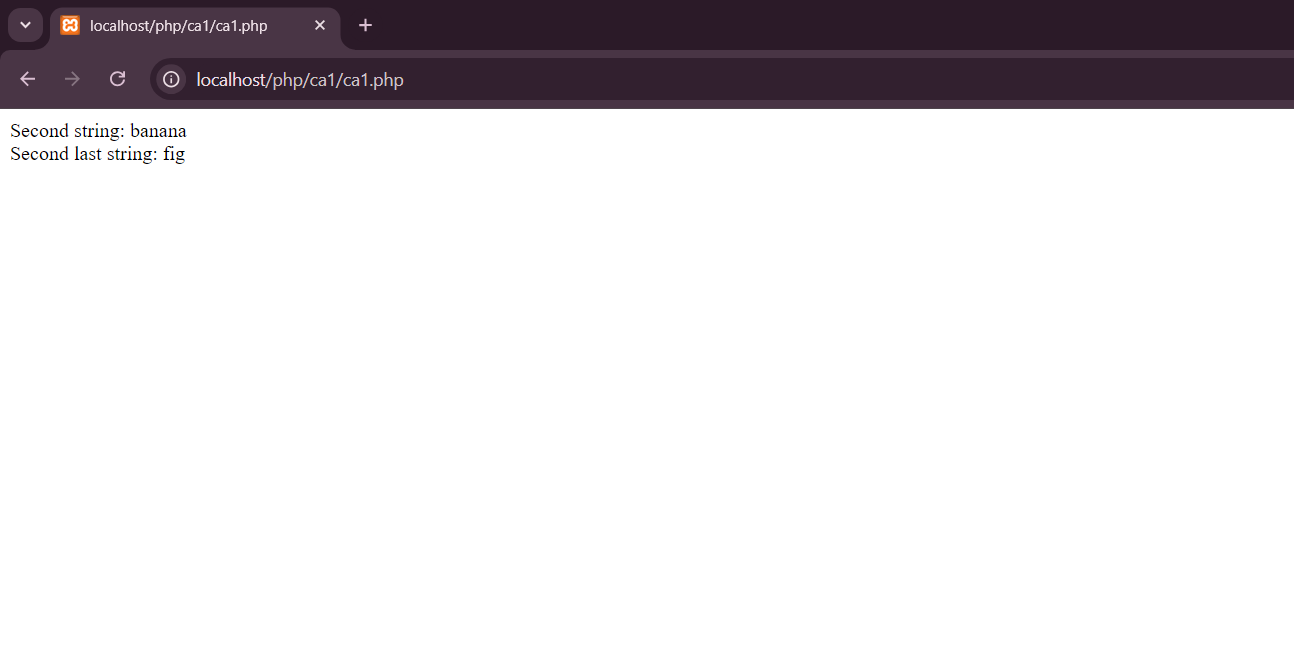 localhost/php/ca1/ca1.php
localhost/php/ca1/ca1.php
Second string: banana
Second last string: fig